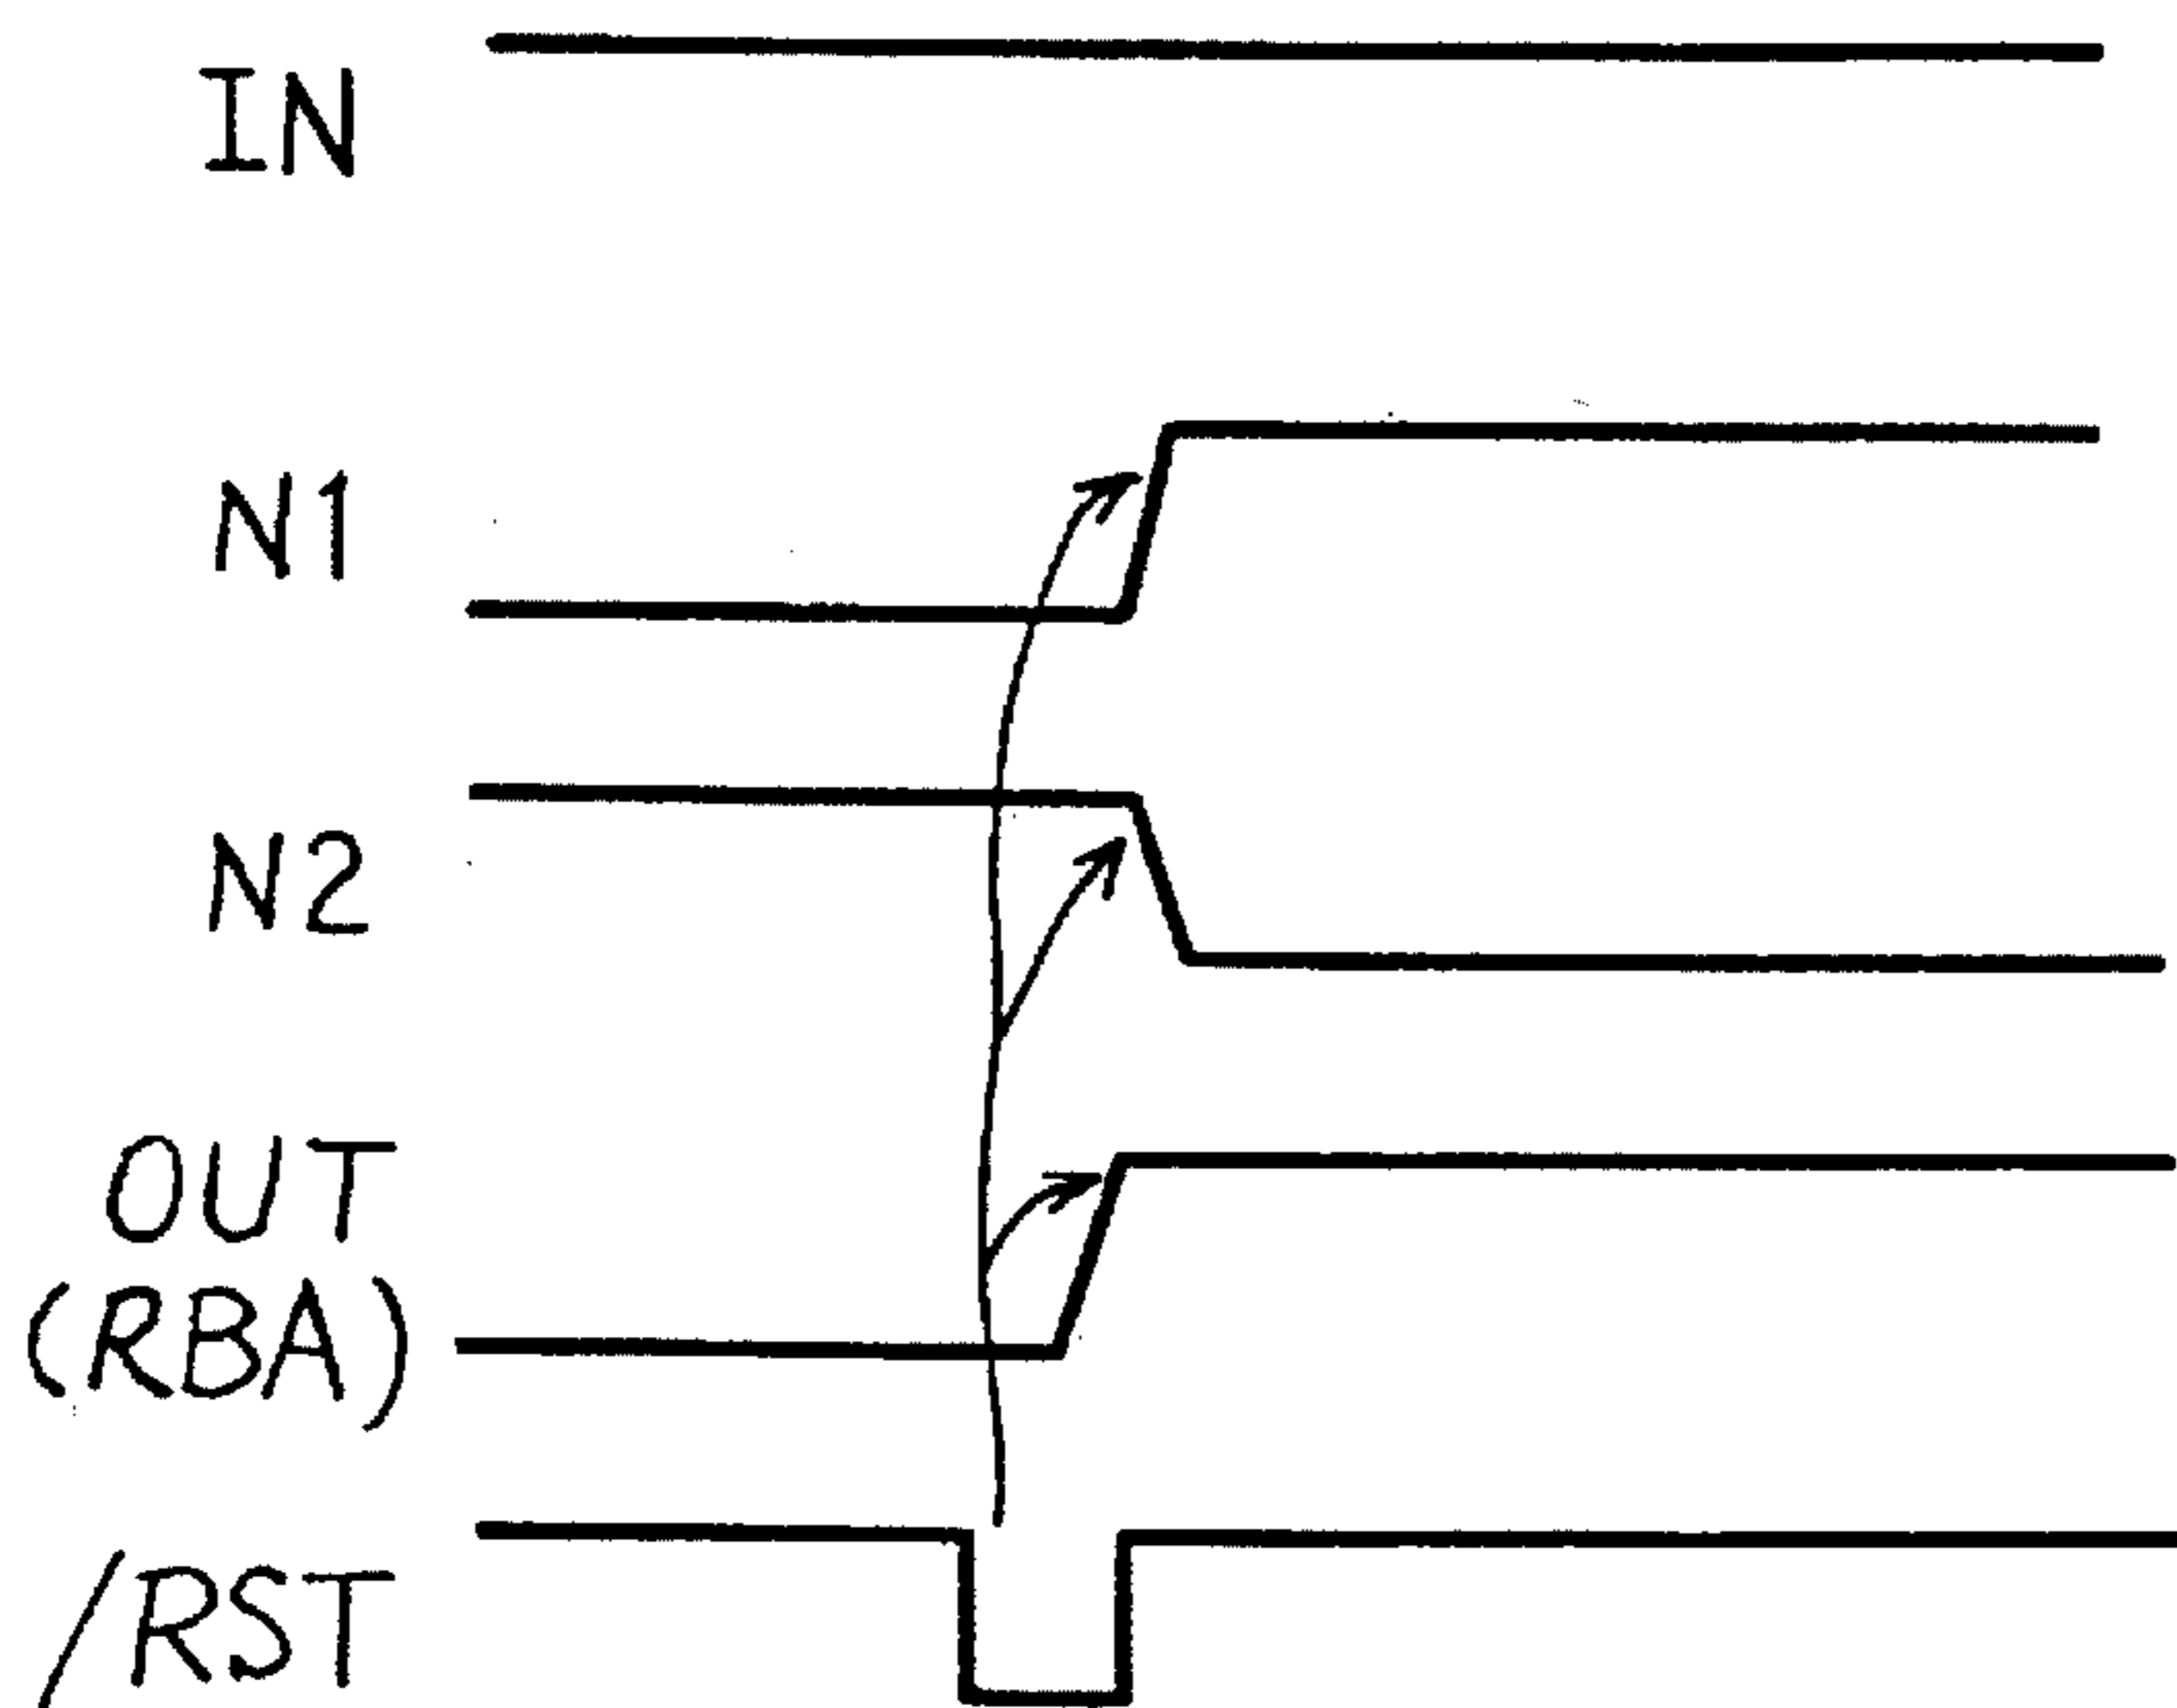 IN
N1
N2
OUT
(RBA)
/RST